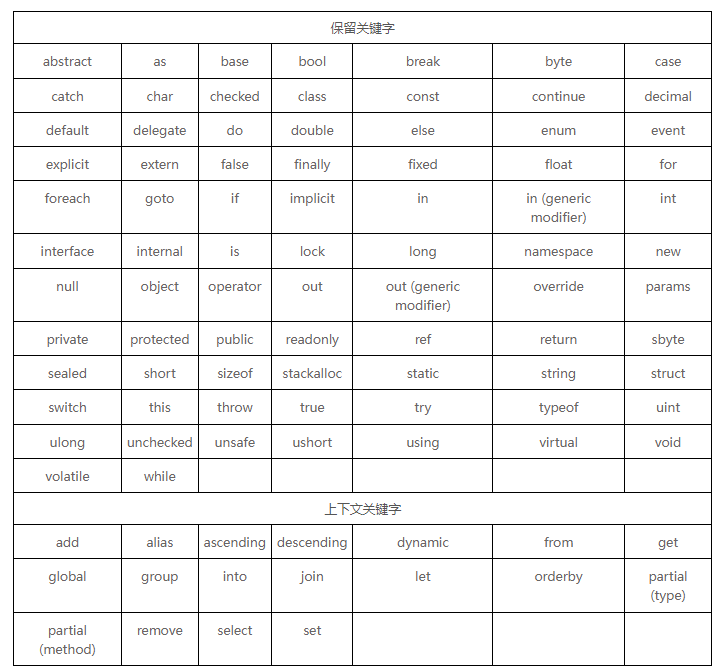 保留关键字
abstract as base bool break byte case
catch char checked class const continue decimal
default delegate do double else enum event
explicit extern false finally fixed float for
foreach goto if implicit in in (generic modifier) int
interface internal is lock long namespace new
null object operator out out (generic modifier) override params
private protected public readonly ref return sbyte
sealed short sizeof stackalloc static string struct
switch this throw true try typeof uint
ulong unchecked unsafe ushort using virtual void
volatile while
上下文关键字
add alias ascending descending dynamic from get
global group into join let orderby partial (type)
partial (method) remove select set